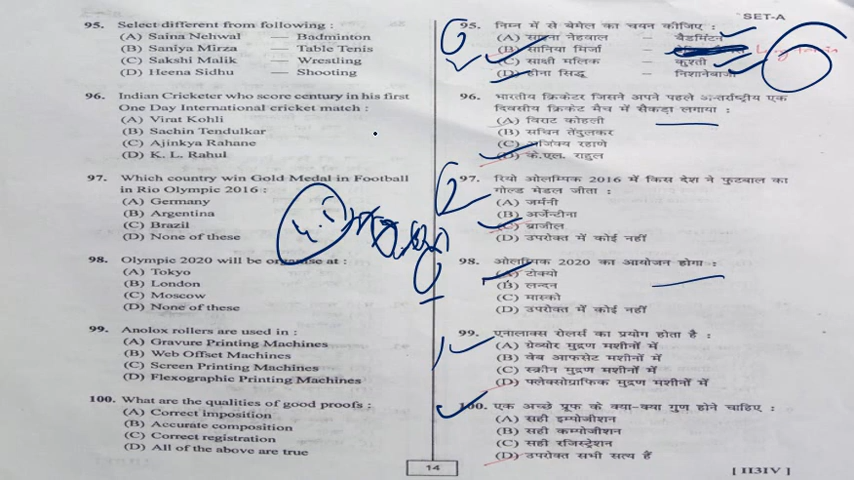 SET-A
95. Select different from following :
(A) Saina Nehwal — Badminton
(B) Saniya Mirza — Table Tenis
(C) Sakshi Malik — Wrestling
(D) Heena Sidhu — Shooting
96. Indian Cricketer who score century in his first
One Day International cricket match :
(A) Virat Kohli
(B) Sachin Tendulkar
(C) Ajinkya Rahane
(D) K. L. Rahul
97. Which country win Gold Medal in Football
in Rio Olympic 2016 :
(A) Germany
(B) Argentina
(C) Brazil
(D) None of these
98. Olympic 2020 will be organise at :
(A) Tokyo
(B) London
(C) Moscow
(D) None of these
99. Anolox rollers are used in :
(A) Gravure Printing Machines
(B) Web Offset Machines
(C) Screen Printing Machines
(D) Flexographic Printing Machines
100. What are the qualities of good proofs :
(A) Correct imposition
(B) Accurate composition
(C) Correct registration
(D) All of the above are true
95. निम्न में से बेमेल का चयन कीजिए :
(A) साइना नेहवाल – बैडमिंटन
(B) सानिया मिर्जा –
(C) साक्षी मलिक – कुश्ती
(D) हीना सिद्धू – निशानेबाजी
96. भारतीय क्रिकेटर जिसने अपने पहले अन्तर्राष्ट्रीय एक
दिवसीय क्रिकेट मैच में सैकड़ा लगाया :
(A) विराट कोहली
(B) सचिन तेंदुलकर
(C) अजिंक्य रहाणे
(D) के.एल. राहुल
97. रियो ओलम्पिक 2016 में किस देश ने फुटबाल का
गोल्ड मेडल जीता :
(A) जर्मनी
(B) अर्जेन्टीना
(C) ब्राजील
(D) उपरोक्त में कोई नहीं
98. ओलम्पिक 2020 का आयोजन होगा :
(A) टोक्यो
(B) लन्दन
(C) मास्को
(D) उपरोक्त में कोई नहीं
99. एनालाक्स रोलर्स का प्रयोग होता है :
(A) ग्रेव्योर मुद्रण मशीनों में
(B) वेब आफसेट मशीनों में
(C) स्क्रीन मुद्रण मशीनों में
(D) फ्लेक्सोग्राफिक मुद्रण मशीनों में
100. एक अच्छे प्रूफ के क्या-क्या गुण होने चाहिए :
(A) सही इम्पोजीशन
(B) सही कम्पोजीशन
(C) सही रजिस्ट्रेशन
(D) उपरोक्त सभी सत्य हैं
14
[ II3IV ]